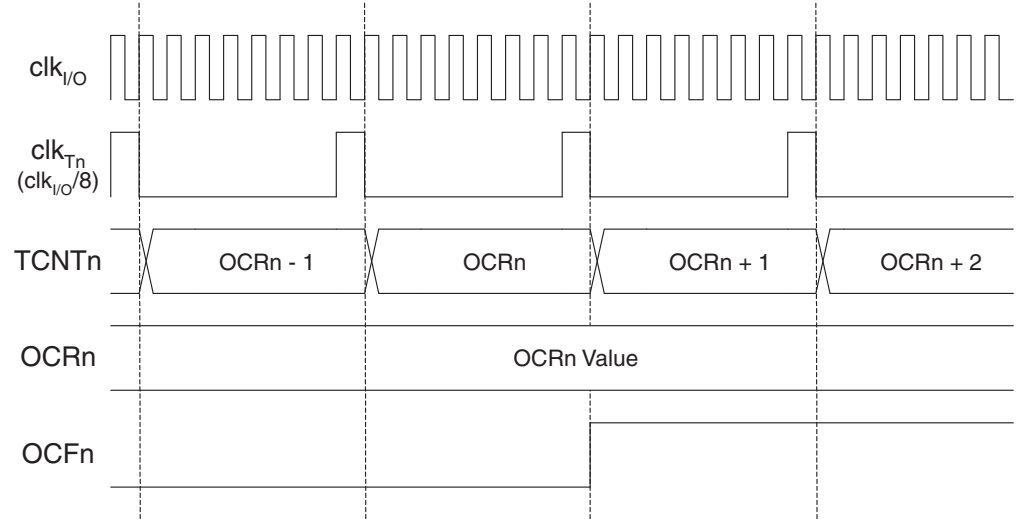 clkI/O
clkTn
(clkI/O/8)
TCNTn
OCRn - 1
OCRn
OCRn + 1
OCRn + 2
OCRn
OCRn Value
OCFn